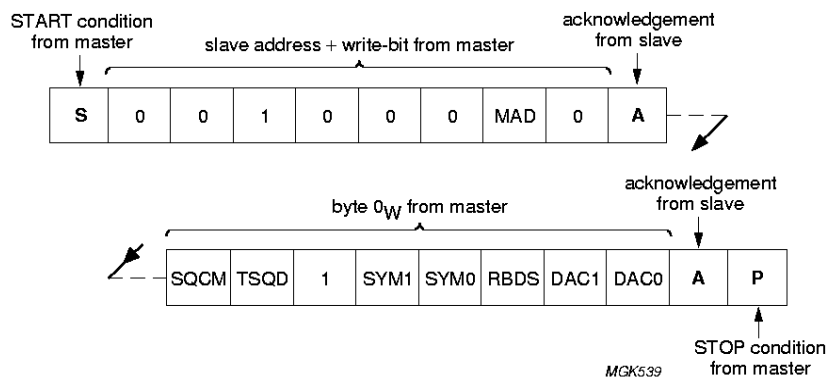 START condition
from master
slave address + write-bit from master
acknowledgement
from slave
S 0 0 1 0 0 0 MAD 0 A
byte 0W from master
acknowledgement
from slave
SQCM TSQD 1 SYM1 SYM0 RBDS DAC1 DAC0 A P
STOP condition
from master
MGK539